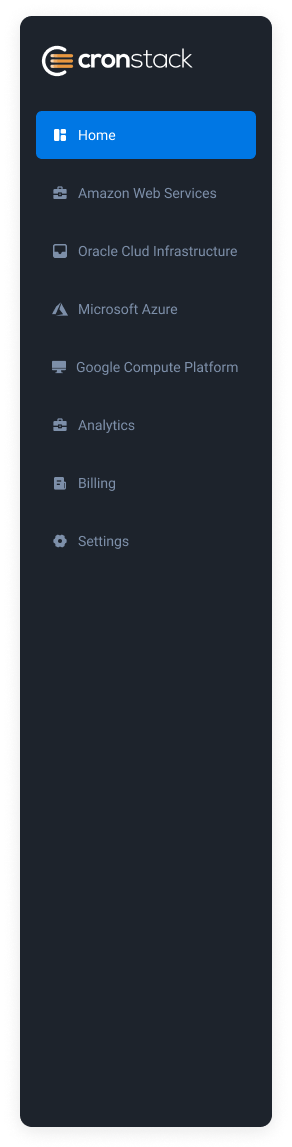 cronstack
Home
Amazon Web Services
Oracle Clud Infrastructure
Microsoft Azure
Google Compute Platform
Analytics
Billing
Settings